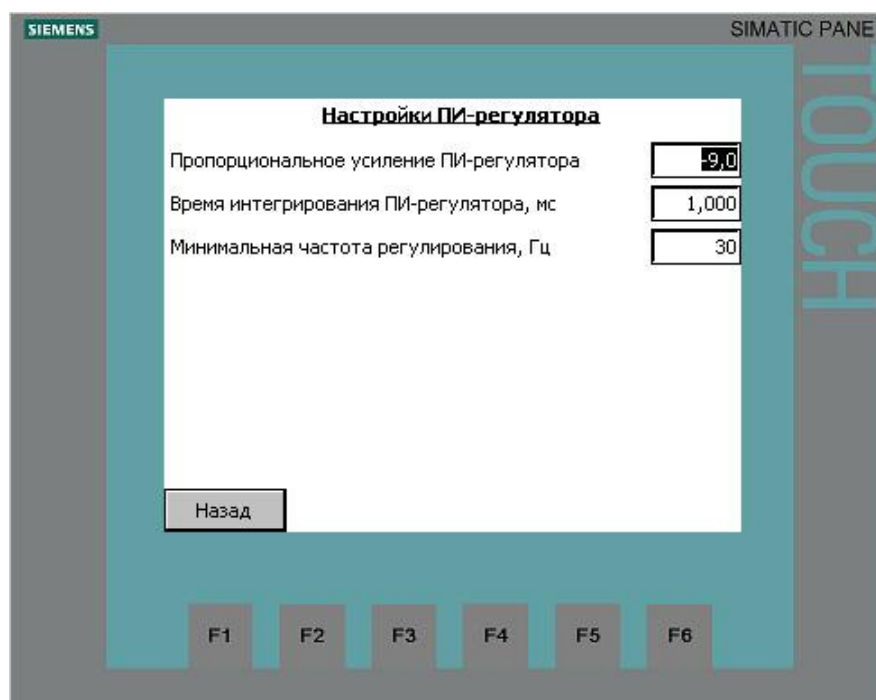 SIEMENS
SIMATIC PANE
TOUCH
Настройки ПИ-регулятора
Пропорциональное усиление ПИ-регулятора -9,0
Время интегрирования ПИ-регулятора, мс 1,000
Минимальная частота регулирования, Гц 30
Назад
F1 F2 F3 F4 F5 F6